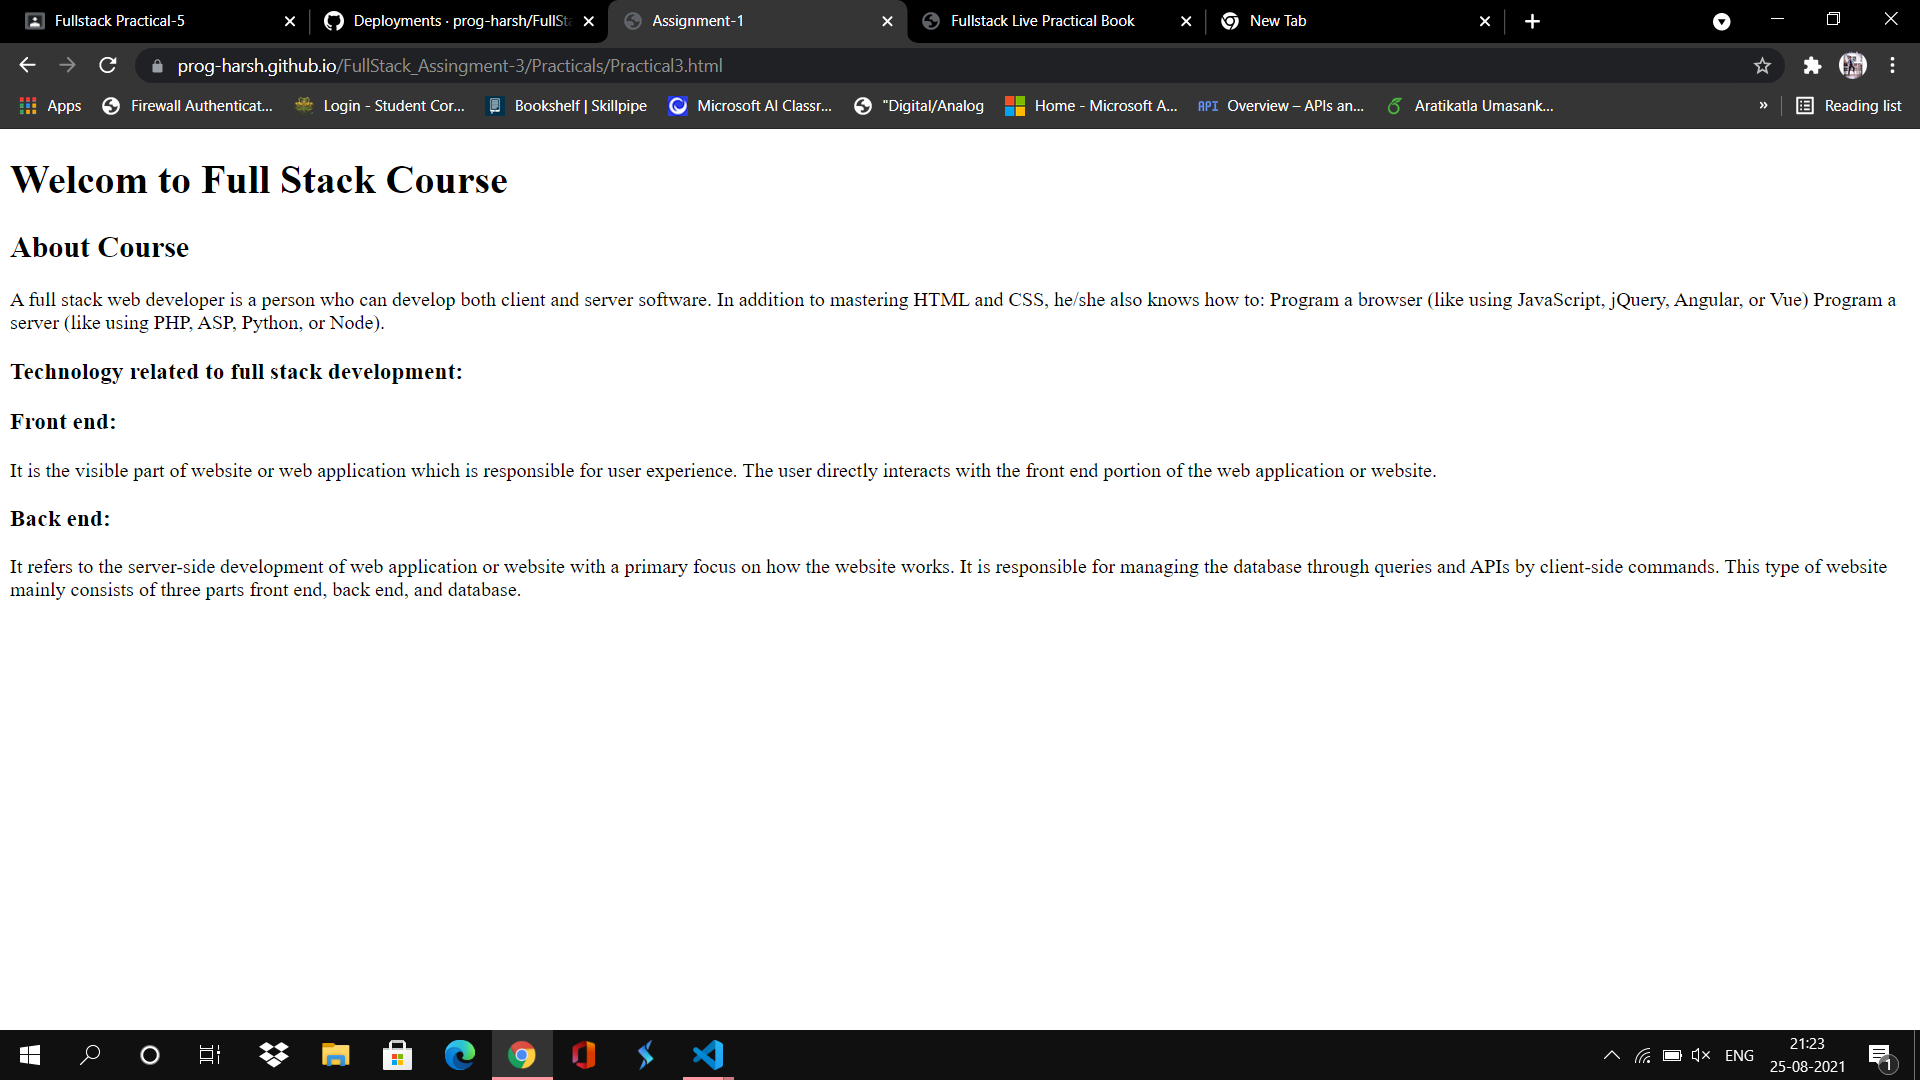 Fullstack Practical-5
Deployments · prog-harsh/FullSta
Assignment-1
Fullstack Live Practical Book
New Tab
prog-harsh.github.io/FullStack_Assingment-3/Practicals/Practical3.html
Apps
Firewall Authenticat...
Login - Student Cor...
Bookshelf | Skillpipe
Microsoft AI Classr...
"Digital/Analog
Home - Microsoft A...
API
Overview – APIs an...
Aratikatla Umasank...
»
Reading list
Welcom to Full Stack Course
About Course
A full stack web developer is a person who can develop both client and server software. In addition to mastering HTML and CSS, he/she also knows how to: Program a browser (like using JavaScript, jQuery, Angular, or Vue) Program a
server (like using PHP, ASP, Python, or Node).
Technology related to full stack development:
Front end:
It is the visible part of website or web application which is responsible for user experience. The user directly interacts with the front end portion of the web application or website.
Back end:
It refers to the server-side development of web application or website with a primary focus on how the website works. It is responsible for managing the database through queries and APIs by client-side commands. This type of website
mainly consists of three parts front end, back end, and database.
ENG
21:23
25-08-2021
1